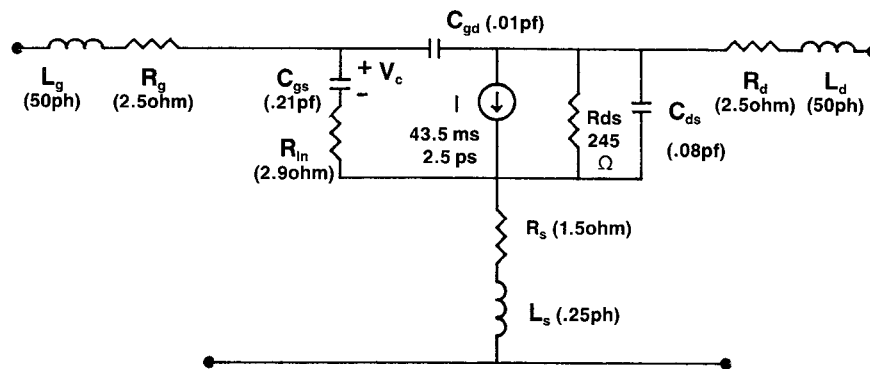 C_gd (.01pf)
L_g
(50ph)
R_g
(2.5ohm)
C_gs
(.21pf)
+ V_c
−
R_in
(2.9ohm)
I
43.5 ms
2.5 ps
Rds
245
Ω
C_ds
(.08pf)
R_d
(2.5ohm)
L_d
(50ph)
R_s (1.5ohm)
L_s (.25ph)